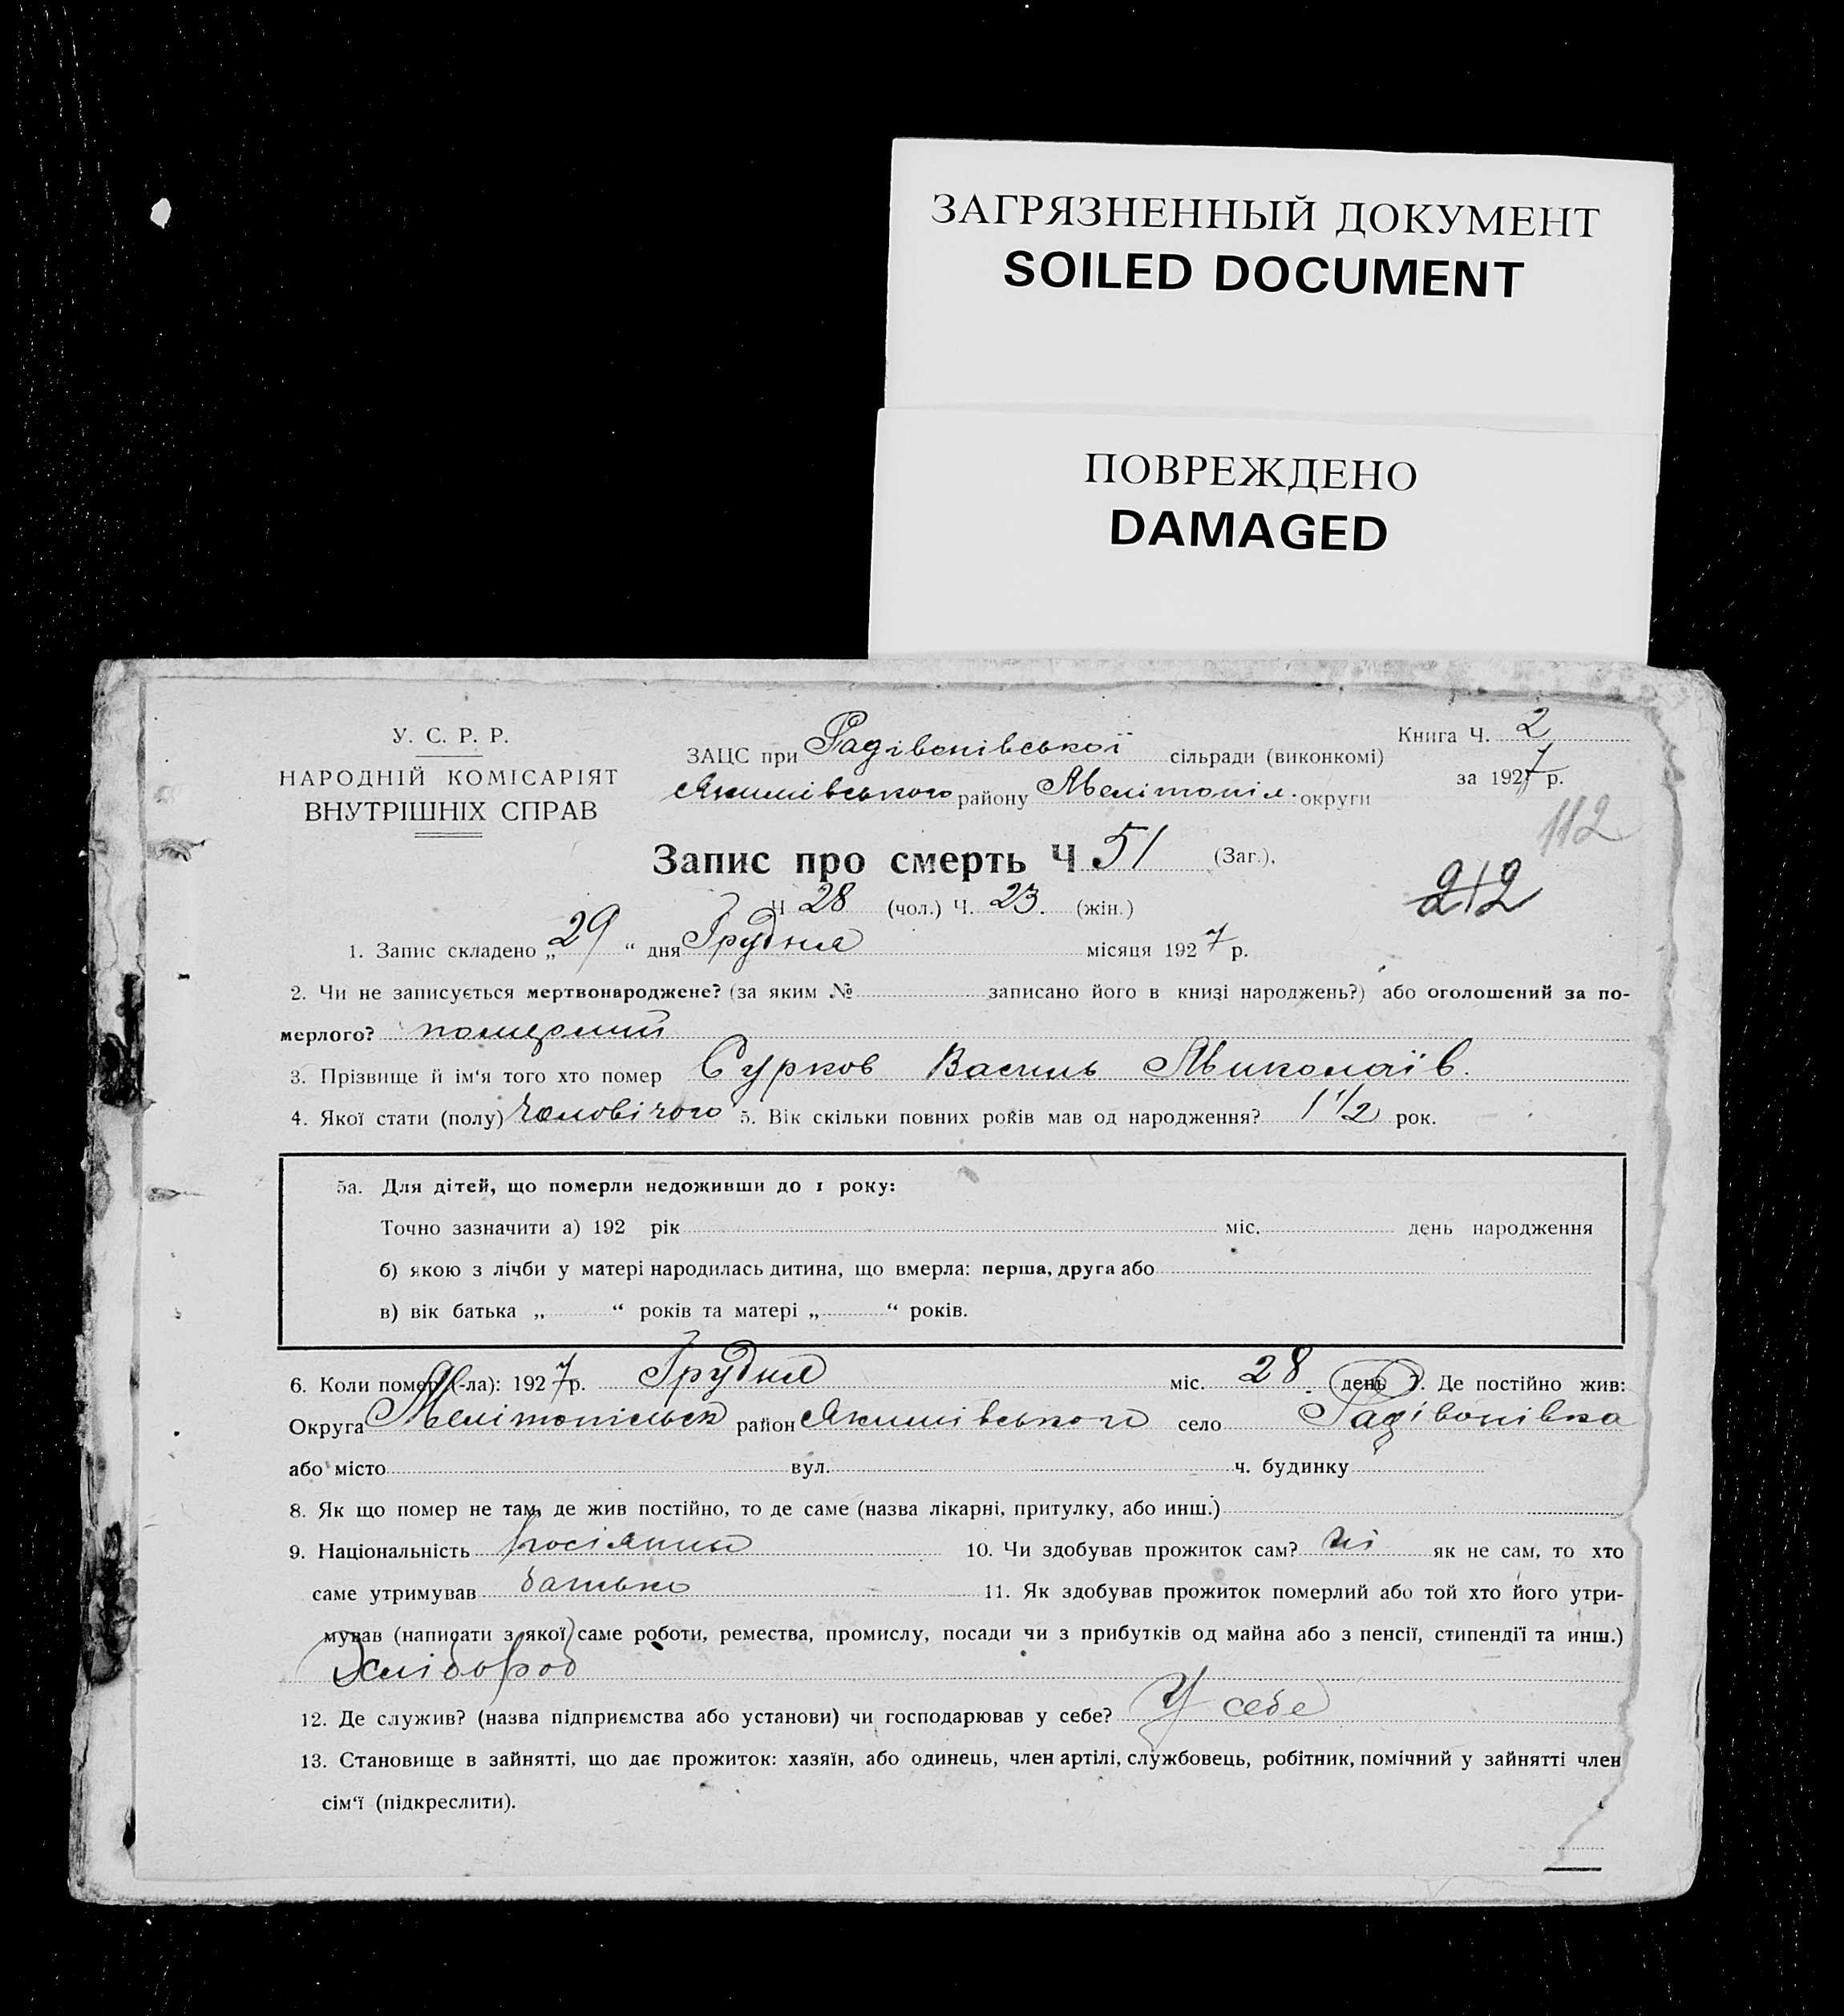 ЗАГРЯЗНЕННЫЙ ДОКУМЕНТ
SOILED DOCUMENT
ПОВРЕЖДЕНО
DAMAGED
У. С. Р. Р.
НАРОДНІЙ КОМІСАРІЯТ
ВНУТРІШНІХ СПРАВ
ЗАЦС при Радівонівської сільради (виконкомі)
Якимівського району Мелітопіл. округи
Книга Ч. 2
за 1927 р.
112
212
Запис про смерть Ч 51 (Заг.).
Ч 28 (чол.) Ч. 23. (жін.)
1. Запис складено „29“ дня Грудня місяця 1927 р.
2. Чи не записується мертвонароджене? (за яким № записано його в книзі народжень?) або оголошений за по-
мерлого? померший
3. Прізвище й ім‘я того хто помер Сурков Василь Миколаїв.
4. Якої стати (полу) Чоловічого 5. Вік скільки повних років мав од народження? 1 1/2 рок.
5а. Для дітей, що померли недоживши до 1 року:
Точно зазначити а) 192 рік міс. день народження
б) якою з лічби у матері народилась дитина, що вмерла: перша, друга або
в) вік батька „ “ років та матері „ “ років.
6. Коли помер (-ла): 1927 р. Грудня міс. 28. день 7. Де постійно жив:
Округа Мелітопільск район Якимівського село Радівонівка
або місто вул. ч. будинку
8. Як що помер не там, де жив постійно, то де саме (назва лікарні, притулку, або инш.)
9. Національність росіянин 10. Чи здобував прожиток сам? ні як не сам, то хто
саме утримував батько 11. Як здобував прожиток померлий або той хто його утри-
мував (написати з якої саме роботи, ремества, промислу, посади чи з прибутків од майна або з пенсії, стипендії та инш.)
Хлібороб
12. Де служив? (назва підприємства або установи) чи господарював у себе? У себе
13. Становище в зайнятті, що дає прожиток: хазяїн, або одинець, член артілі, службовець, робітник, помічний у зайнятті член
сім‘ї (підкреслити).